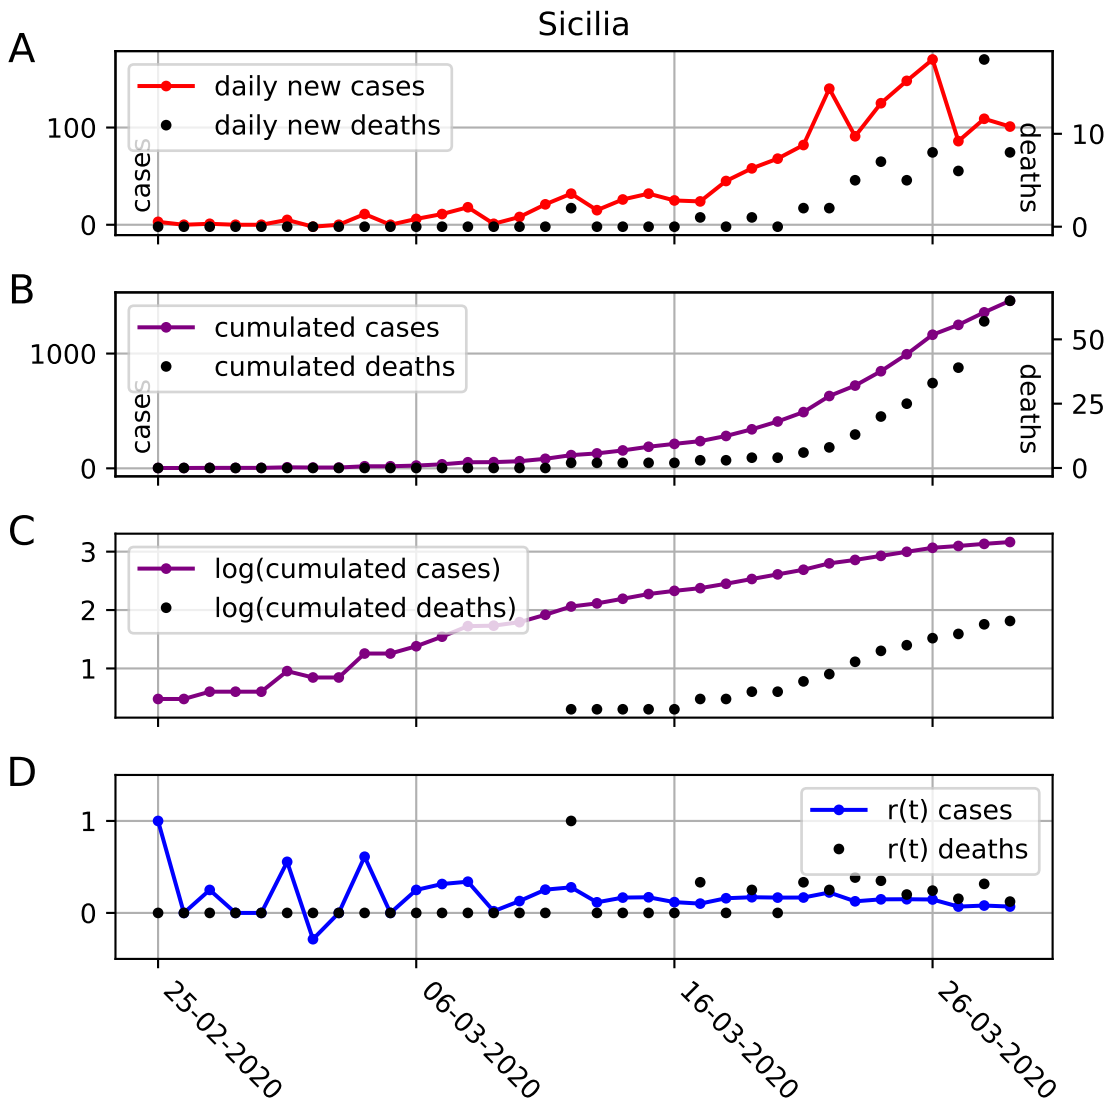 Sicilia
A
daily new cases
daily new deaths
100
0
cases
10
0
deaths
B
cumulated cases
cumulated deaths
1000
0
cases
50
25
0
deaths
C
log(cumulated cases)
log(cumulated deaths)
3
2
1
D
r(t) cases
r(t) deaths
1
0
25-02-2020
06-03-2020
16-03-2020
26-03-2020